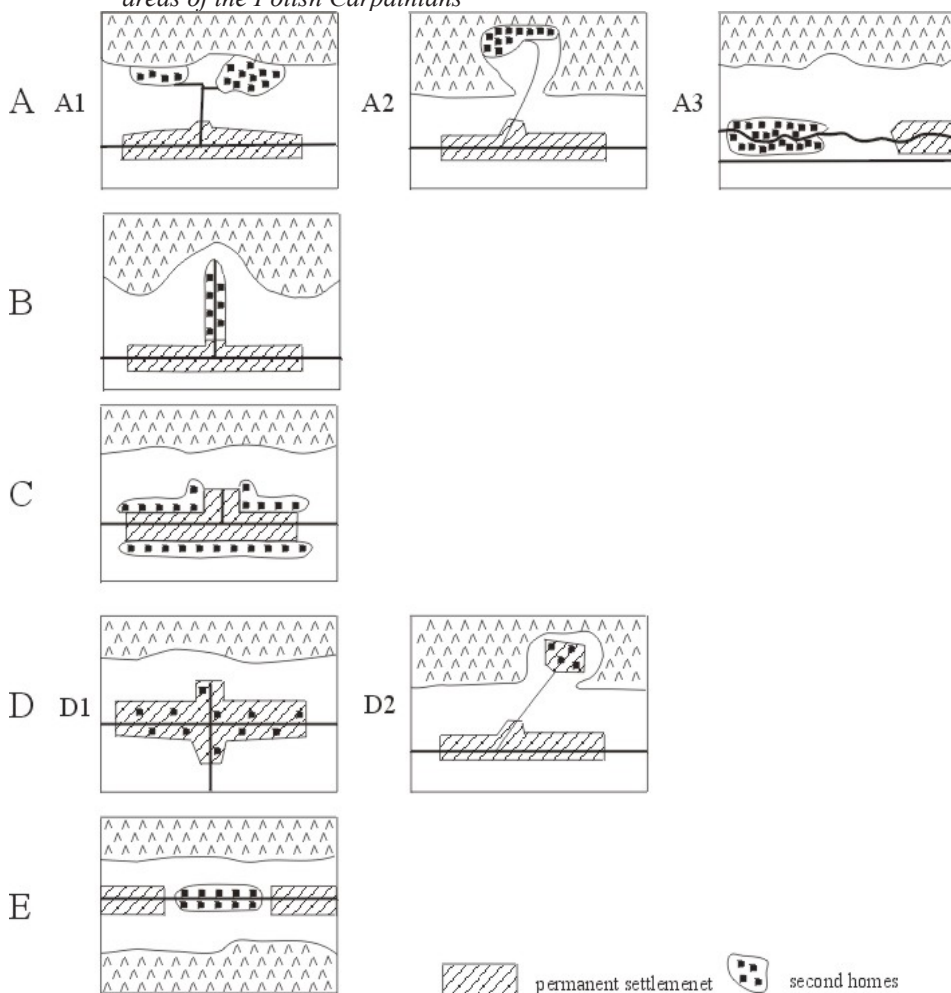 areas of the Polish Carpathians
A A1 A2 A3
B
C
D D1 D2
E
permanent settlemenet second homes